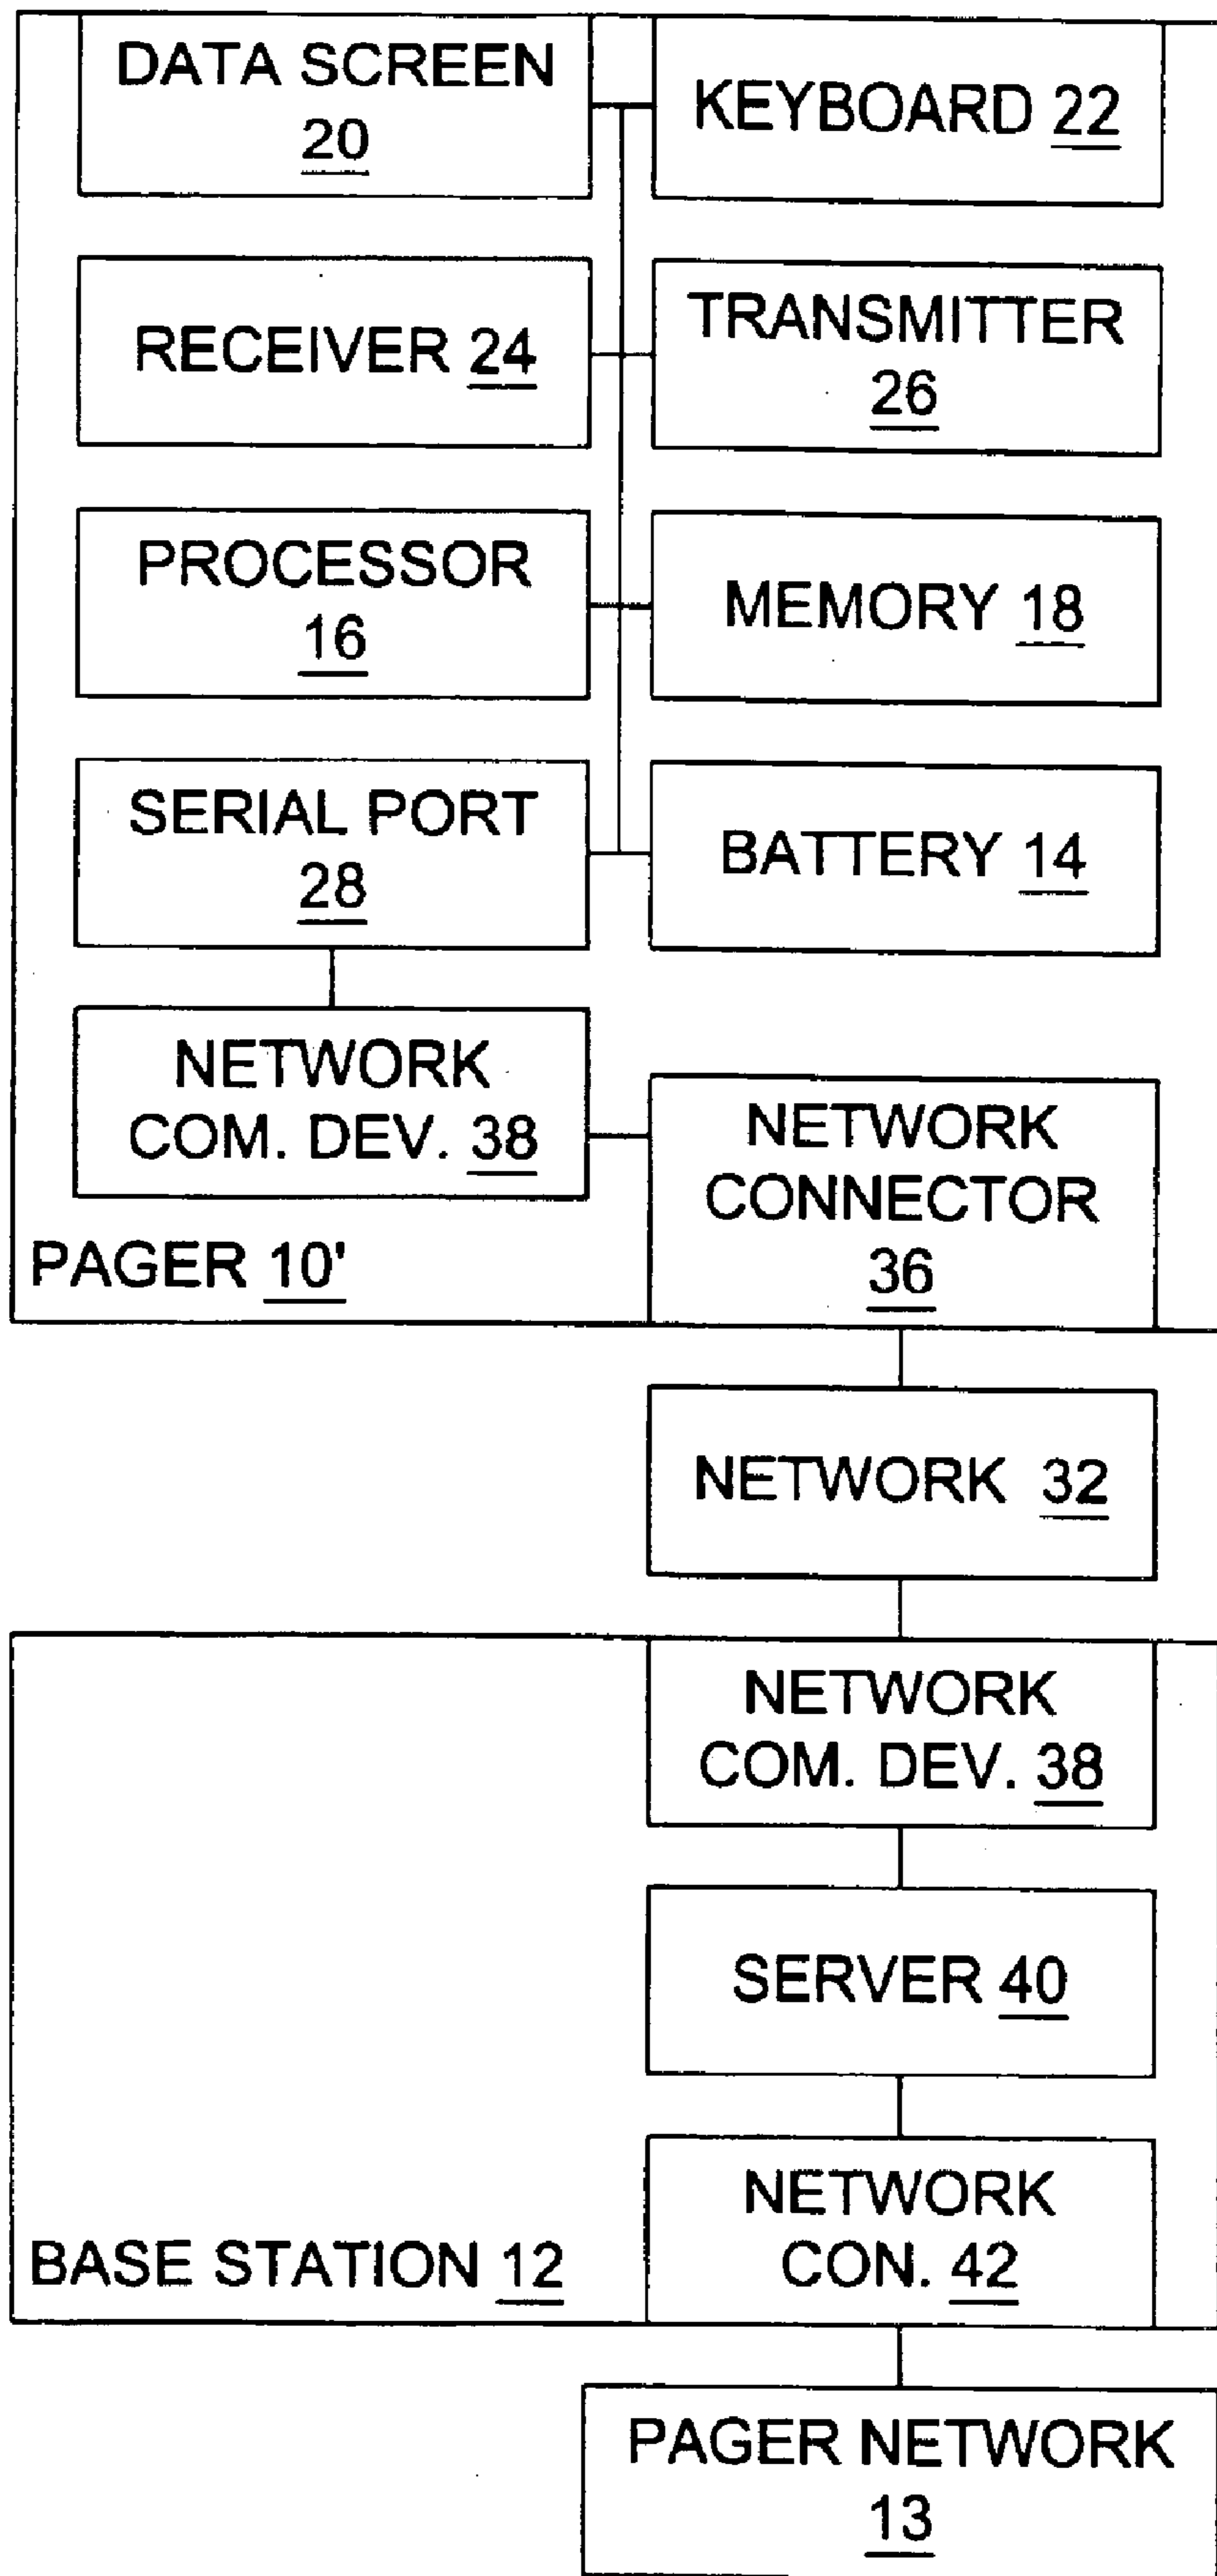 DATA SCREEN
20
KEYBOARD 22
RECEIVER 24
TRANSMITTER
26
PROCESSOR
16
MEMORY 18
SERIAL PORT
28
BATTERY 14
NETWORK
COM. DEV. 38
NETWORK
CONNECTOR
36
PAGER 10'
NETWORK 32
NETWORK
COM. DEV. 38
SERVER 40
NETWORK
CON. 42
BASE STATION 12
PAGER NETWORK
13